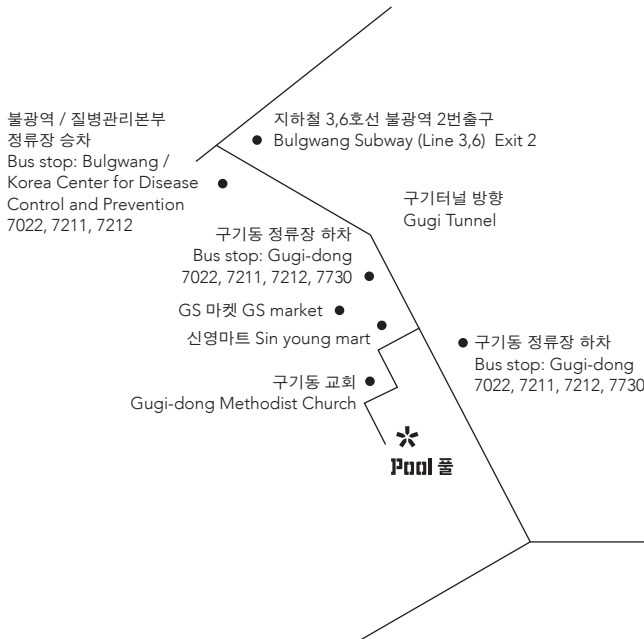 불광역 / 질병관리본부
정류장 승차
Bus stop: Bulgwang /
Korea Center for Disease
Control and Prevention
7022, 7211, 7212
지하철 3,6호선 불광역 2번출구
Bulgwang Subway (Line 3,6) Exit 2
구기터널 방향
Gugi Tunnel
구기동 정류장 하차
Bus stop: Gugi-dong
7022, 7211, 7212, 7730
GS 마켓 GS market
신영마트 Sin young mart
구기동 정류장 하차
Bus stop: Gugi-dong
7022, 7211, 7212, 7730
구기동 교회
Gugi-dong Methodist Church
Pool 풀